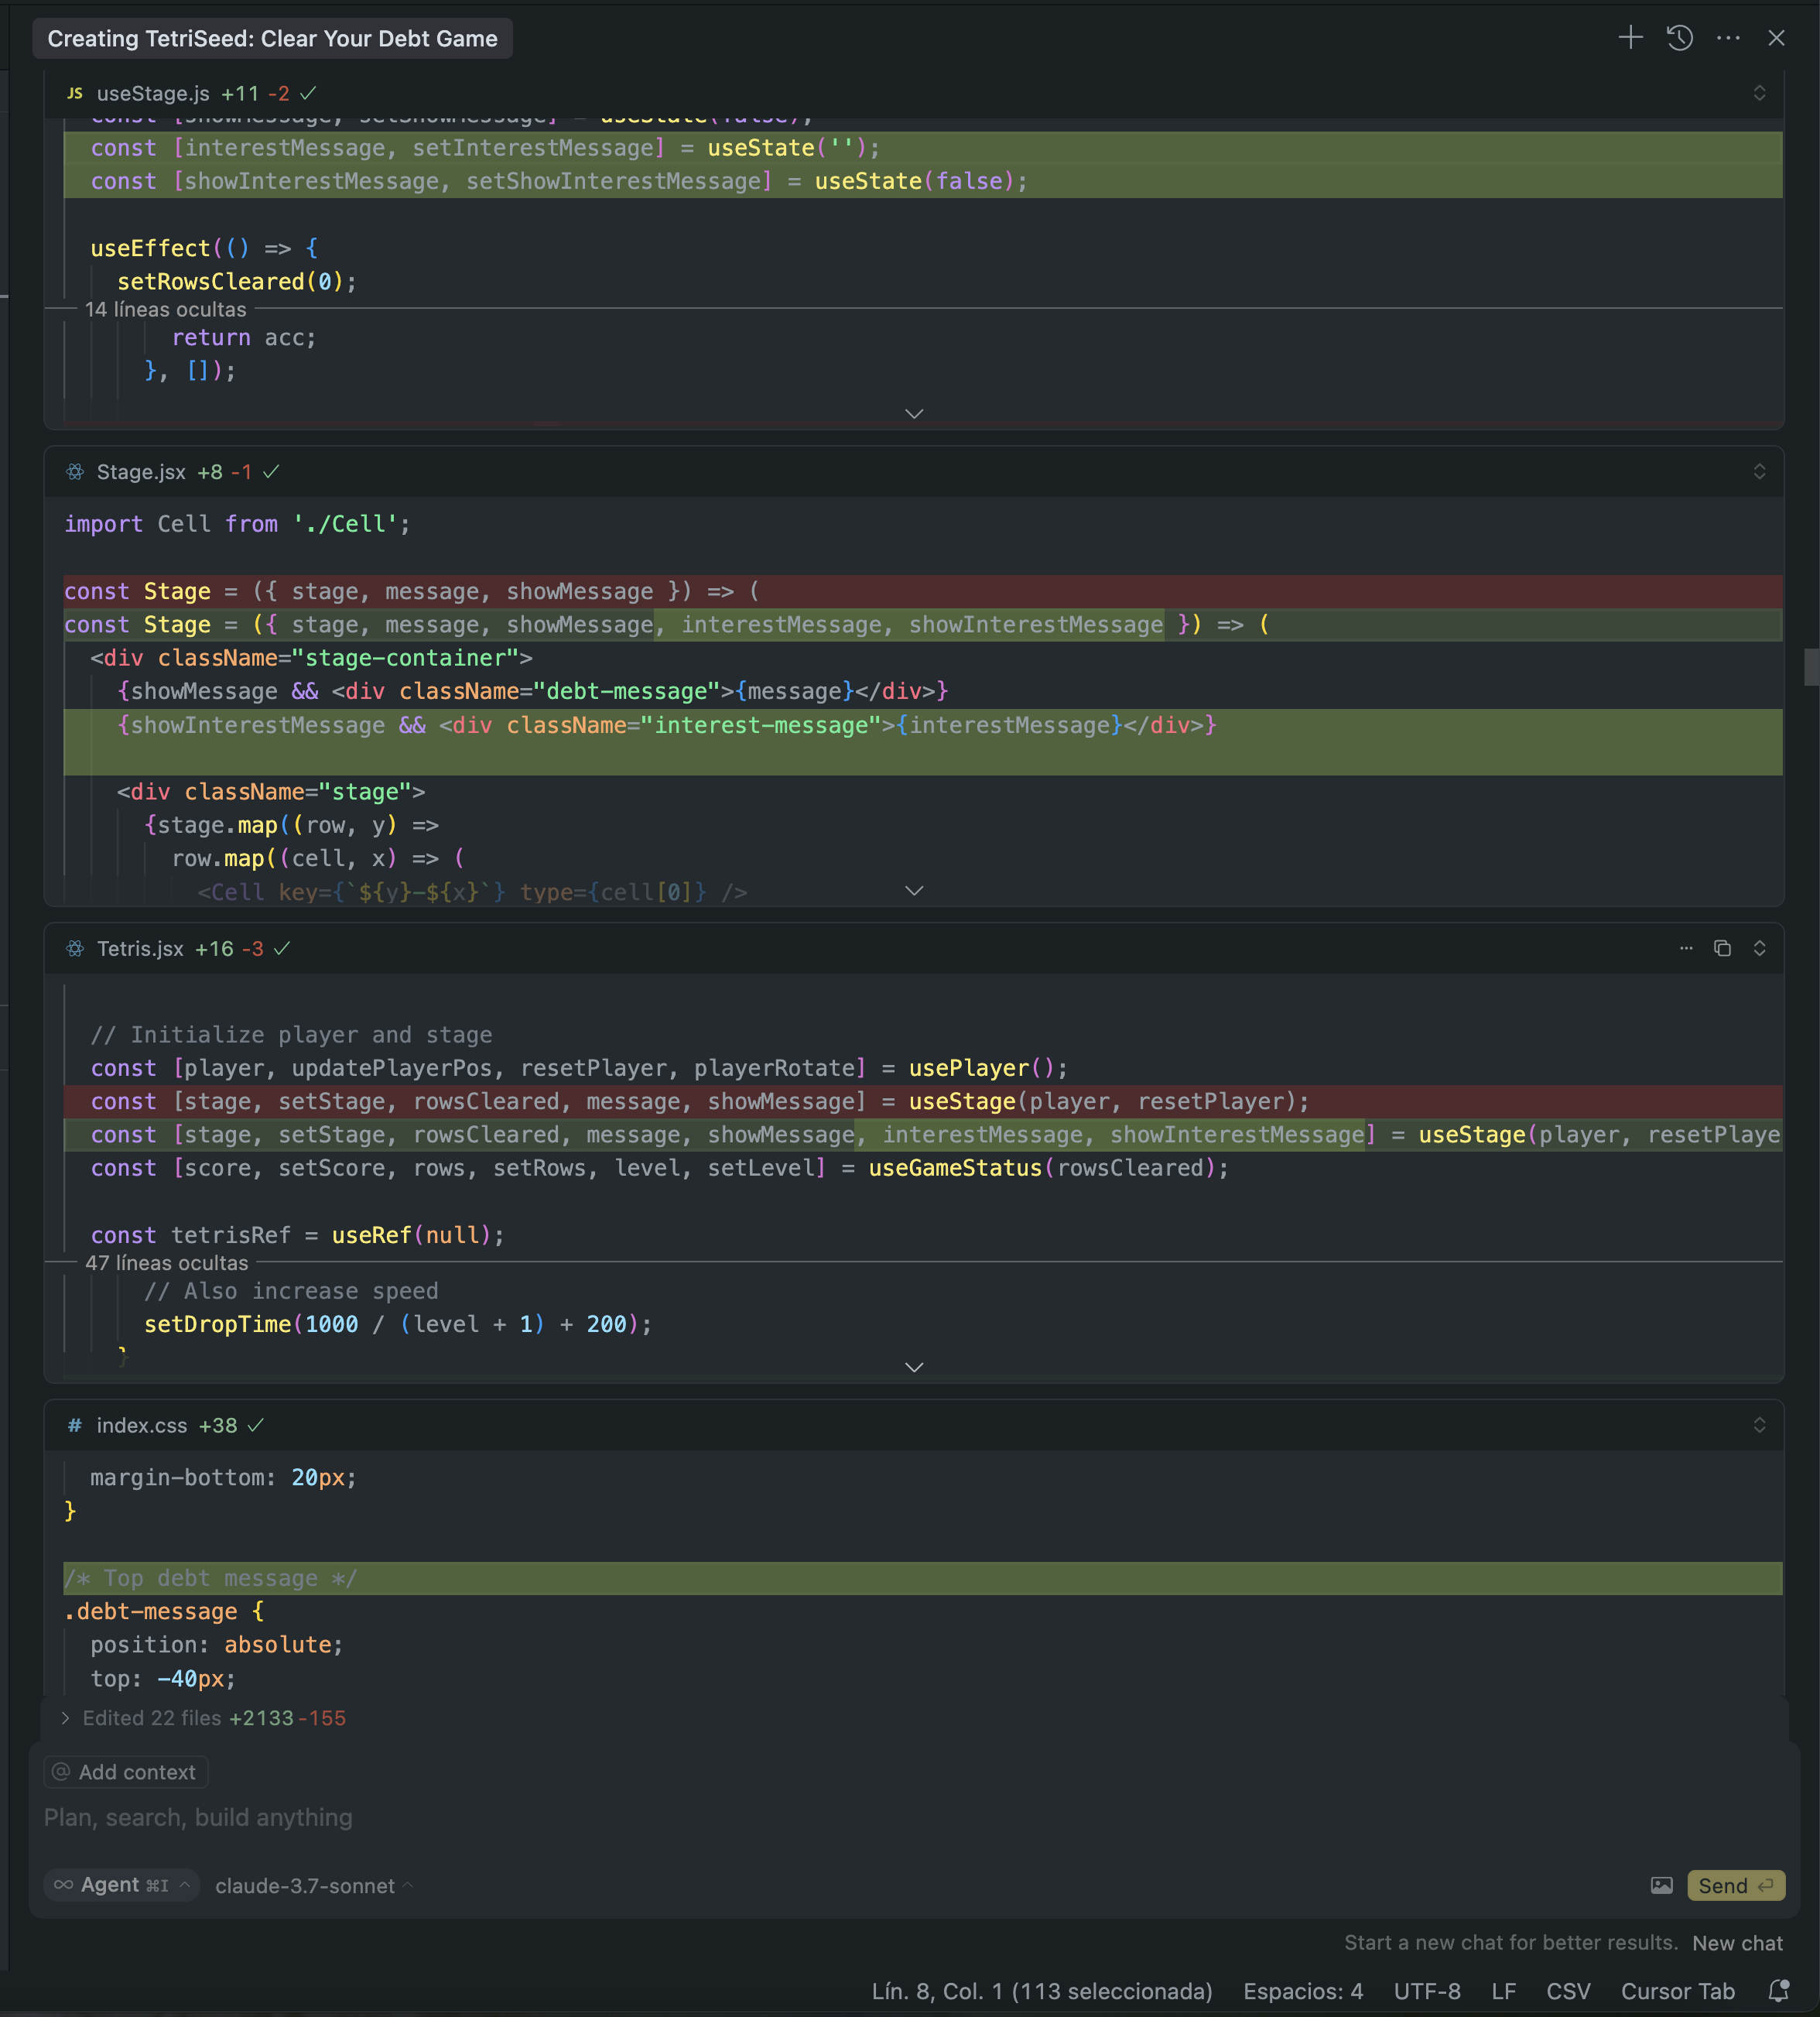 Creating TetriSeed: Clear Your Debt Game
JS useStage.js +11 -2
const [showMessage, setShowMessage] = useState(false);
const [interestMessage, setInterestMessage] = useState('');
const [showInterestMessage, setShowInterestMessage] = useState(false);
useEffect(() => {
setRowsCleared(0);
14 líneas ocultas
return acc;
}, []);
Stage.jsx +8 -1
import Cell from './Cell';
const Stage = ({ stage, message, showMessage }) => (
const Stage = ({ stage, message, showMessage, interestMessage, showInterestMessage }) => (
<div className="stage-container">
{showMessage && <div className="debt-message">{message}</div>}
{showInterestMessage && <div className="interest-message">{interestMessage}</div>}
<div className="stage">
{stage.map((row, y) =>
row.map((cell, x) => (
<Cell key={`${y}-${x}`} type={cell[0]} />
Tetris.jsx +16 -3
// Initialize player and stage
const [player, updatePlayerPos, resetPlayer, playerRotate] = usePlayer();
const [stage, setStage, rowsCleared, message, showMessage] = useStage(player, resetPlayer);
const [stage, setStage, rowsCleared, message, showMessage, interestMessage, showInterestMessage] = useStage(player, resetPlaye
const [score, setScore, rows, setRows, level, setLevel] = useGameStatus(rowsCleared);
const tetrisRef = useRef(null);
47 líneas ocultas
// Also increase speed
setDropTime(1000 / (level + 1) + 200);
}
# index.css +38
margin-bottom: 20px;
}
/* Top debt message */
.debt-message {
position: absolute;
top: -40px;
Edited 22 files +2133 -155
@ Add context
Plan, search, build anything
∞ Agent ⌘I claude-3.7-sonnet Send
Start a new chat for better results. New chat
Lín. 8, Col. 1 (113 seleccionada) Espacios: 4 UTF-8 LF CSV Cursor Tab